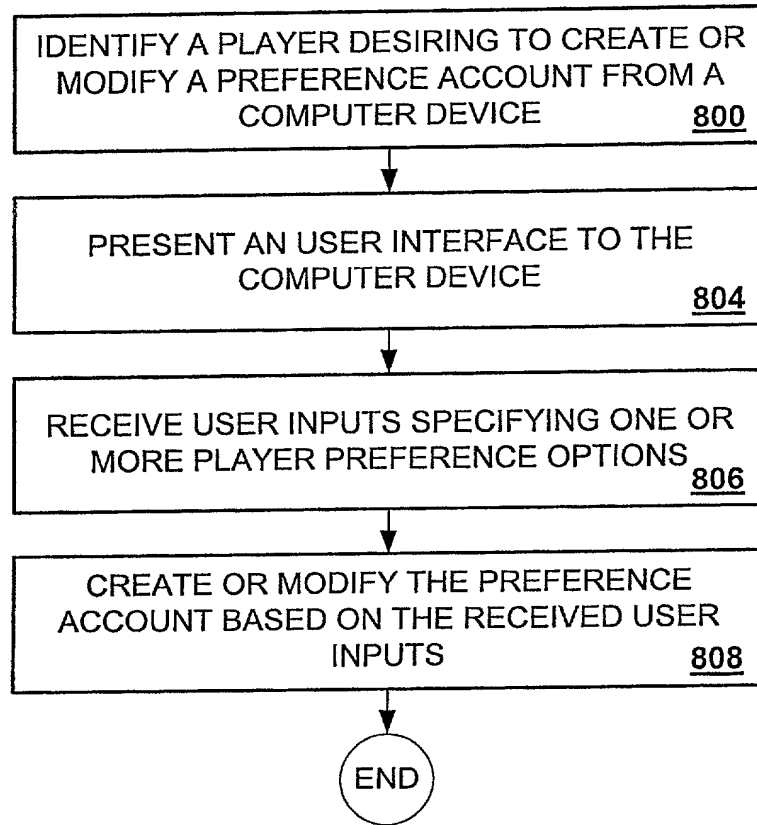 IDENTIFY A PLAYER DESIRING TO CREATE OR
MODIFY A PREFERENCE ACCOUNT FROM A
COMPUTER DEVICE
800
PRESENT AN USER INTERFACE TO THE
COMPUTER DEVICE
804
RECEIVE USER INPUTS SPECIFYING ONE OR
MORE PLAYER PREFERENCE OPTIONS
806
CREATE OR MODIFY THE PREFERENCE
ACCOUNT BASED ON THE RECEIVED USER
INPUTS
808
END